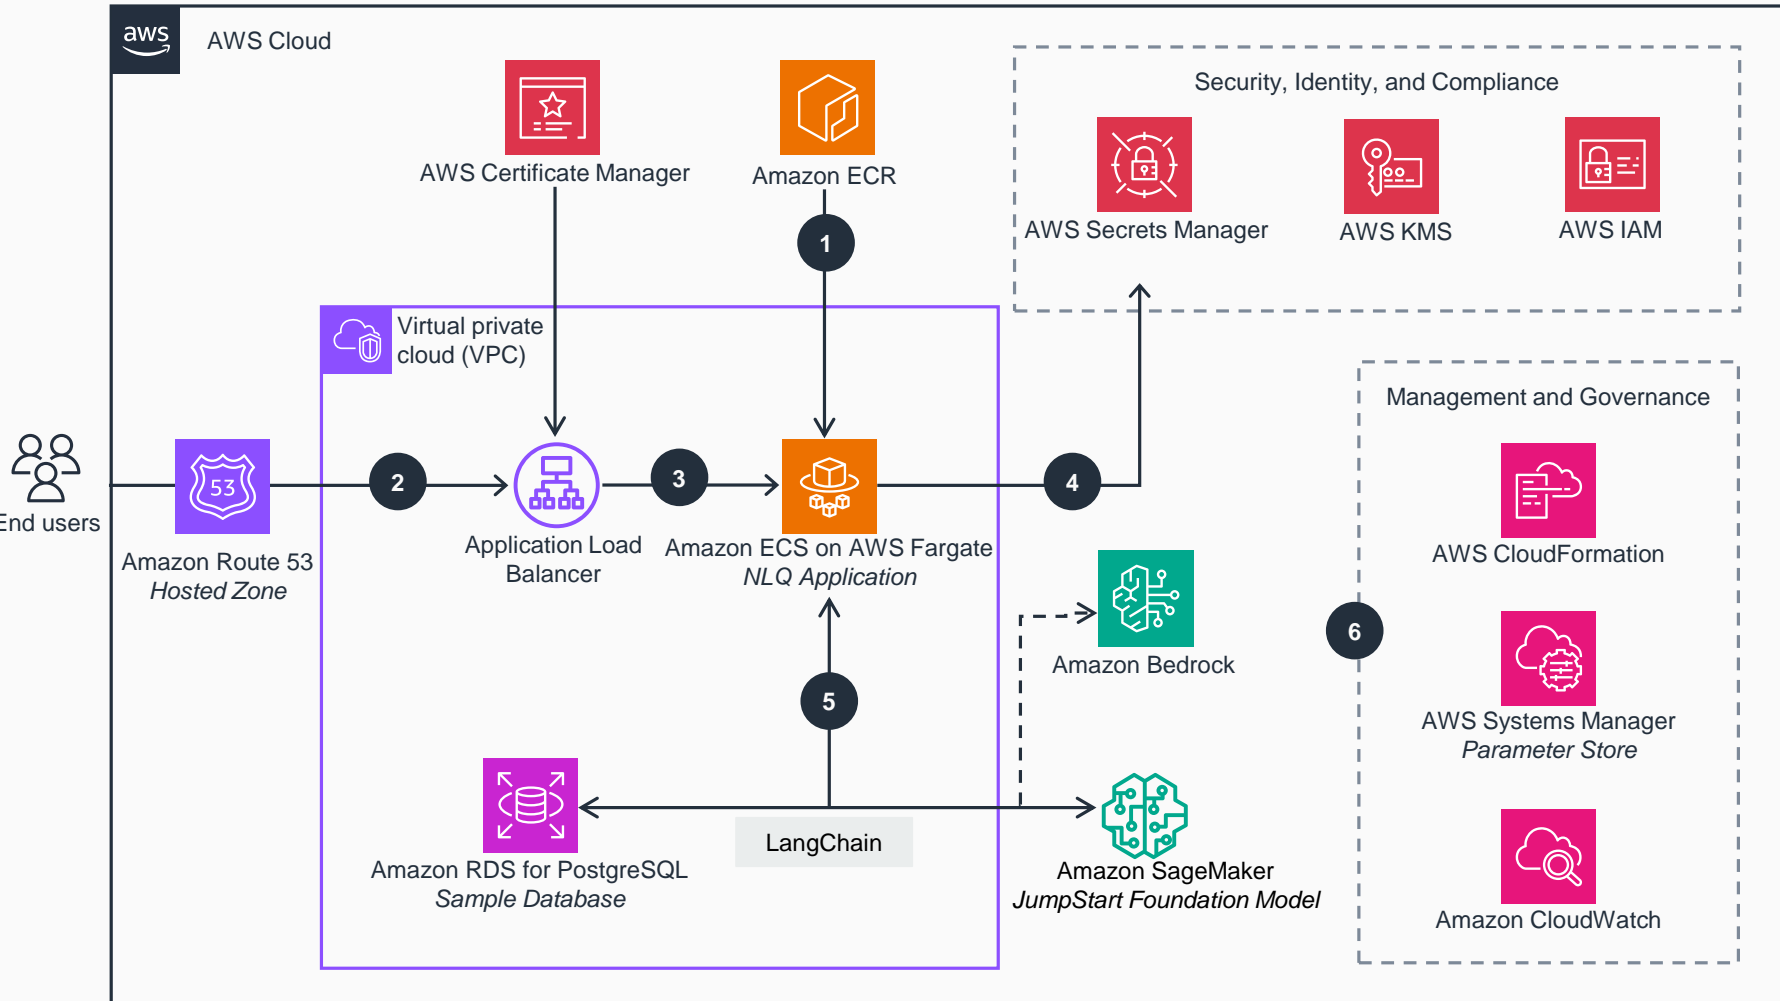 aws
AWS Cloud
AWS Certificate Manager
Amazon ECR
1
Security, Identity, and Compliance
AWS Secrets Manager
AWS KMS
AWS IAM
Virtual private
cloud (VPC)
End users
53
Amazon Route 53
Hosted Zone
2
Application Load
Balancer
3
Amazon ECS on AWS Fargate
NLQ Application
4
5
Amazon Bedrock
Amazon RDS for PostgreSQL
Sample Database
LangChain
Amazon SageMaker
JumpStart Foundation Model
Management and Governance
6
AWS CloudFormation
AWS Systems Manager
Parameter Store
Amazon CloudWatch